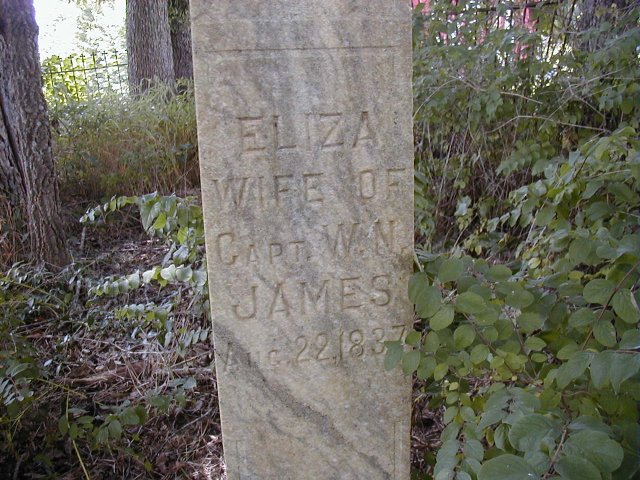 ELIZA
WIFE OF
CAPT. W.N.
JAMES
AUG. 22, 1837